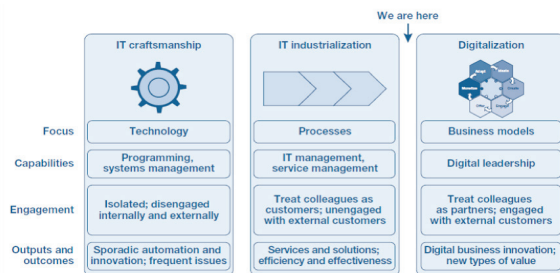 We are here
IT craftsmanship
IT industrialization
Digitalization
Focus
Technology
Processes
Business models
Capabilities
Programming,
systems management
IT management,
service management
Digital leadership
Engagement
Isolated; disengaged
internally and externally
Treat colleagues as
customers; unengaged
with external customers
Treat colleagues
as partners; engaged
with external customers
Outputs and
outcomes
Sporadic automation and
innovation; frequent issues
Services and solutions;
efficiency and effectiveness
Digital business innovation;
new types of value